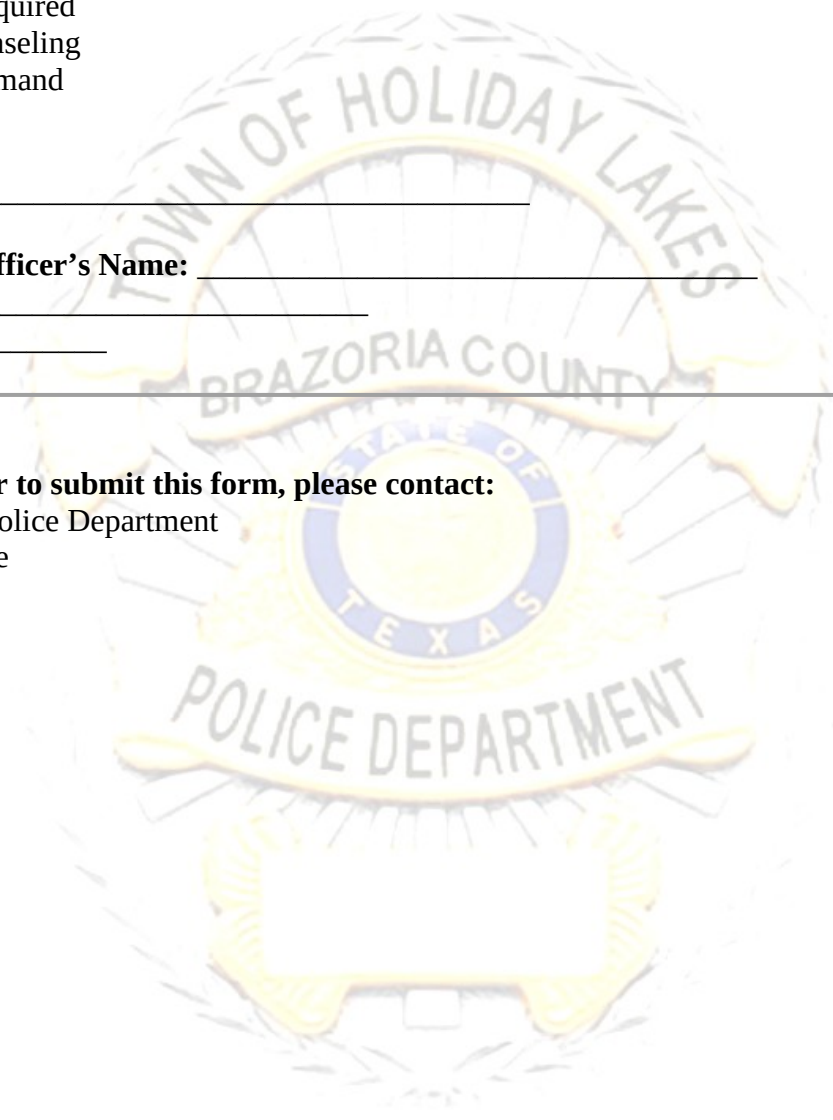 quired
nseling
mand
fficer’s Name: ___________________________________
r to submit this form, please contact:
olice Department
e
TOWN OF HOLIDAY LAKES
BRAZORIA COUNTY
STATE OF
TEXAS
POLICE DEPARTMENT